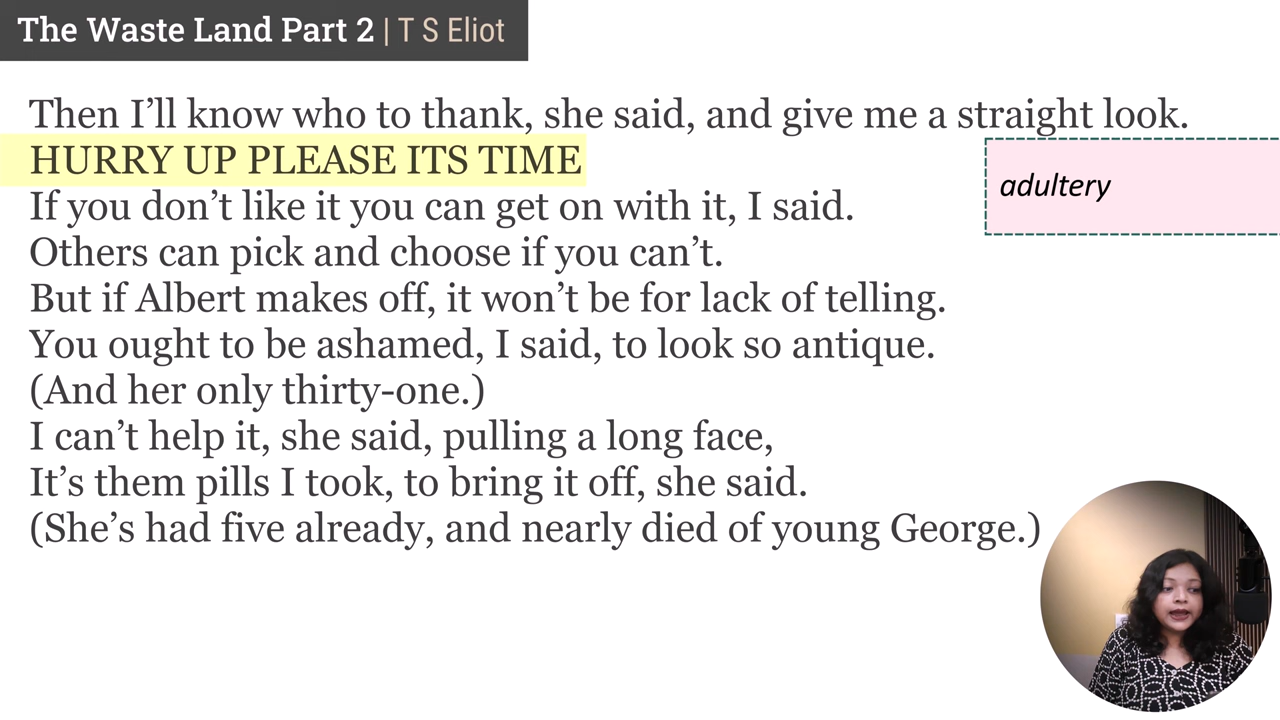 The Waste Land Part 2 | T S Eliot
Then I’ll know who to thank, she said, and give me a straight look.
HURRY UP PLEASE ITS TIME
adultery
If you don’t like it you can get on with it, I said.
Others can pick and choose if you can’t.
But if Albert makes off, it won’t be for lack of telling.
You ought to be ashamed, I said, to look so antique.
(And her only thirty-one.)
I can’t help it, she said, pulling a long face,
It’s them pills I took, to bring it off, she said.
(She’s had five already, and nearly died of young George.)